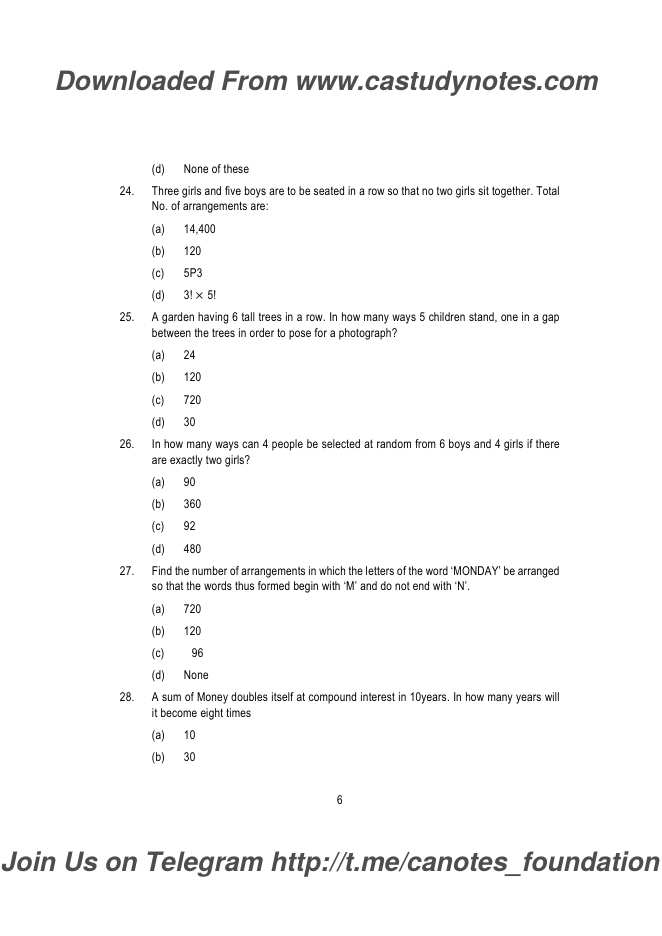 Downloaded From www.castudynotes.com
(d) None of these
24. Three girls and five boys are to be seated in a row so that no two girls sit together. Total
No. of arrangements are:
(a) 14,400
(b) 120
(c) 5P3
(d) 3! × 5!
25. A garden having 6 tall trees in a row. In how many ways 5 children stand, one in a gap
between the trees in order to pose for a photograph?
(a) 24
(b) 120
(c) 720
(d) 30
26. In how many ways can 4 people be selected at random from 6 boys and 4 girls if there
are exactly two girls?
(a) 90
(b) 360
(c) 92
(d) 480
27. Find the number of arrangements in which the letters of the word ‘MONDAY’ be arranged
so that the words thus formed begin with ‘M’ and do not end with ‘N’.
(a) 720
(b) 120
(c) 96
(d) None
28. A sum of Money doubles itself at compound interest in 10years. In how many years will
it become eight times
(a) 10
(b) 30
6
Join Us on Telegram http://t.me/canotes_foundation